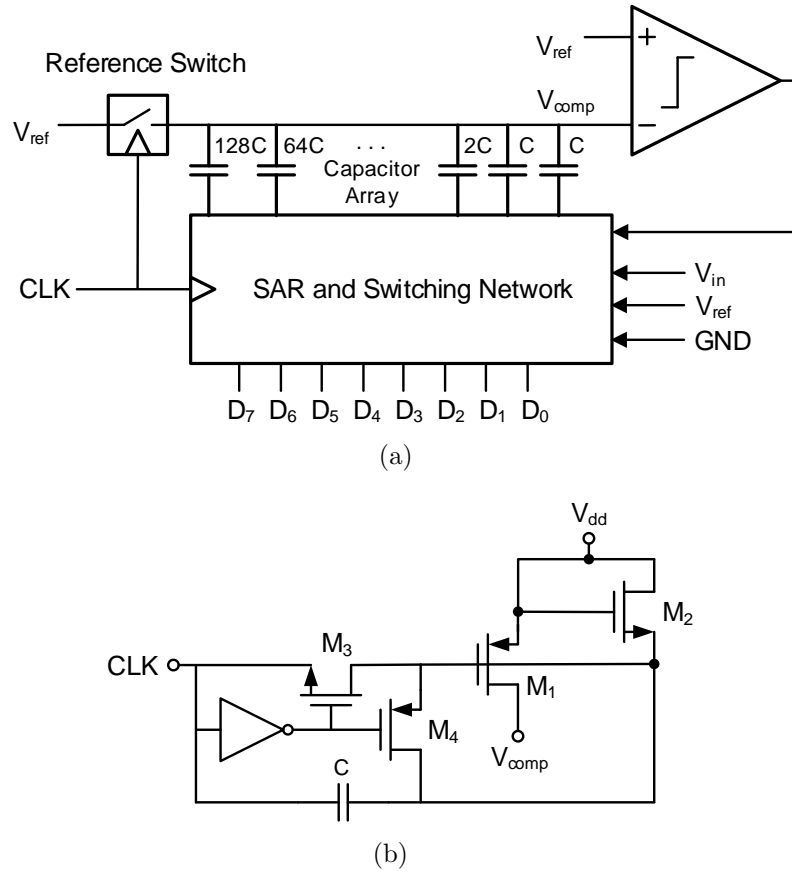 V_ref
Reference Switch
V_comp
V_ref
128C 64C ... 2C C C
Capacitor
Array
CLK
SAR and Switching Network
V_in
V_ref
GND
D_7 D_6 D_5 D_4 D_3 D_2 D_1 D_0
(a)
V_dd
M_2
M_3
CLK
M_1
M_4
V_comp
C
(b)